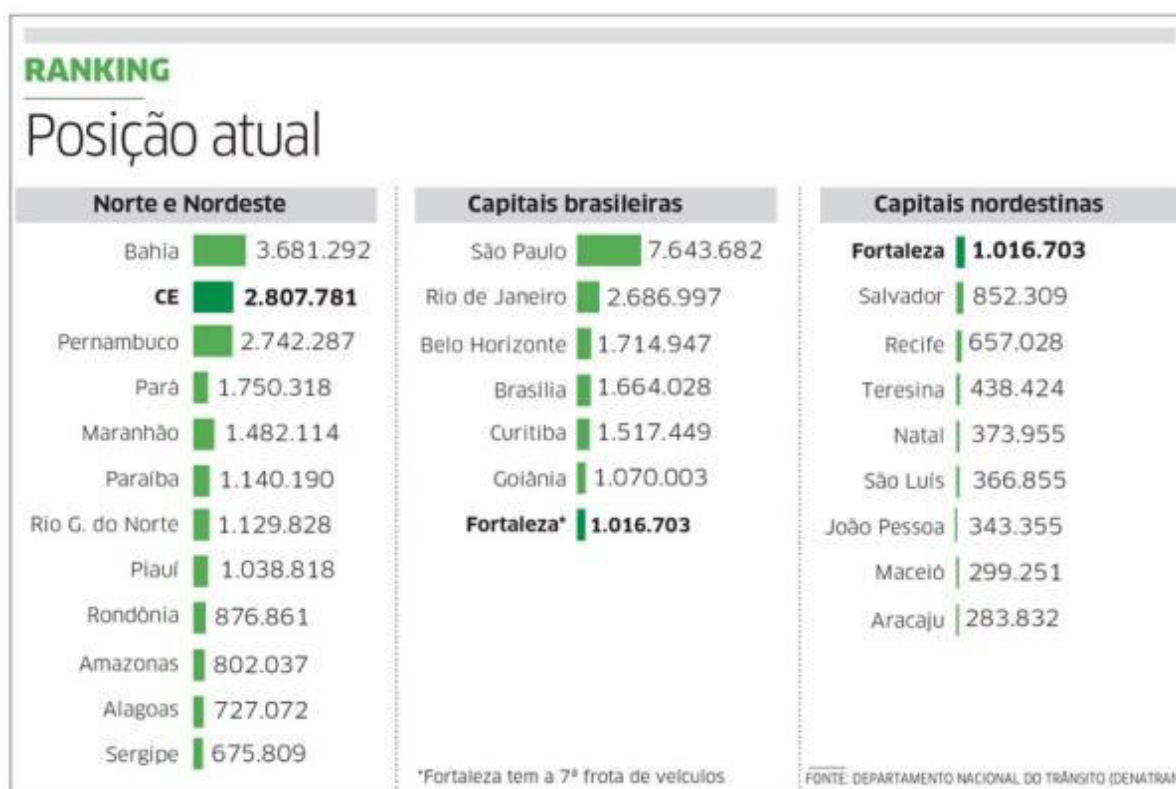 RANKING
Posição atual
Norte e Nordeste
Bahia 3.681.292
CE 2.807.781
Pernambuco 2.742.287
Pará 1.750.318
Maranhão 1.482.114
Paraíba 1.140.190
Rio G. do Norte 1.129.828
Piauí 1.038.818
Rondônia 876.861
Amazonas 802.037
Alagoas 727.072
Sergipe 675.809
Capitais brasileiras
São Paulo 7.643.682
Rio de Janeiro 2.686.997
Belo Horizonte 1.714.947
Brasília 1.664.028
Curitiba 1.517.449
Goiânia 1.070.003
Fortaleza* 1.016.703
*Fortaleza tem a 7ª frota de veículos
Capitais nordestinas
Fortaleza 1.016.703
Salvador 852.309
Recife 657.028
Teresina 438.424
Natal 373.955
São Luís 366.855
João Pessoa 343.355
Maceió 299.251
Aracaju 283.832
FONTE: DEPARTAMENTO NACIONAL DO TRÂNSITO (DENATRAN